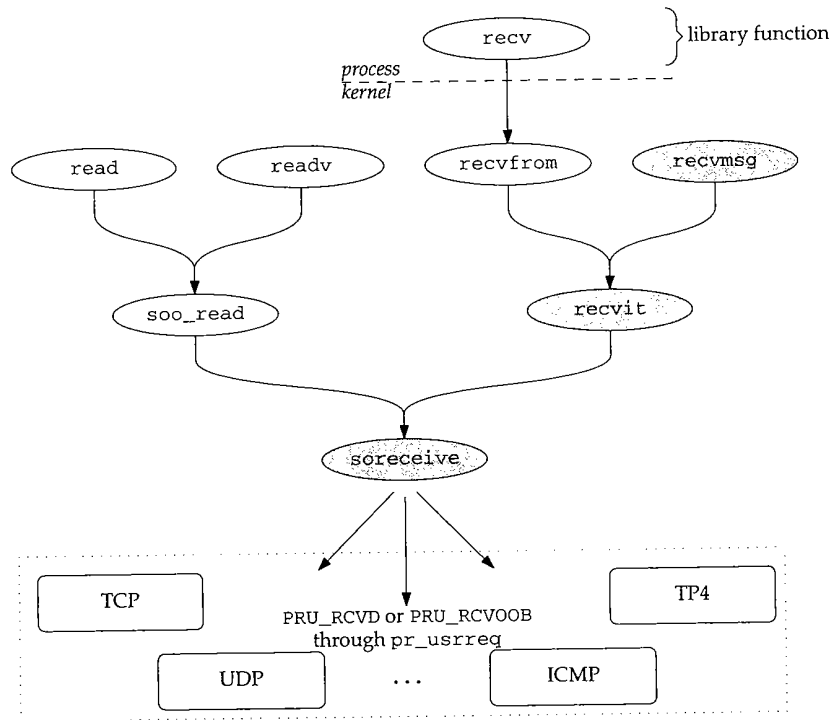 recv
library function
process
kernel
read
readv
recvfrom
recvmsg
soo_read
recvit
soreceive
TCP
TP4
PRU_RCVD or PRU_RCVOOB
through pr_usrreq
UDP
...
ICMP